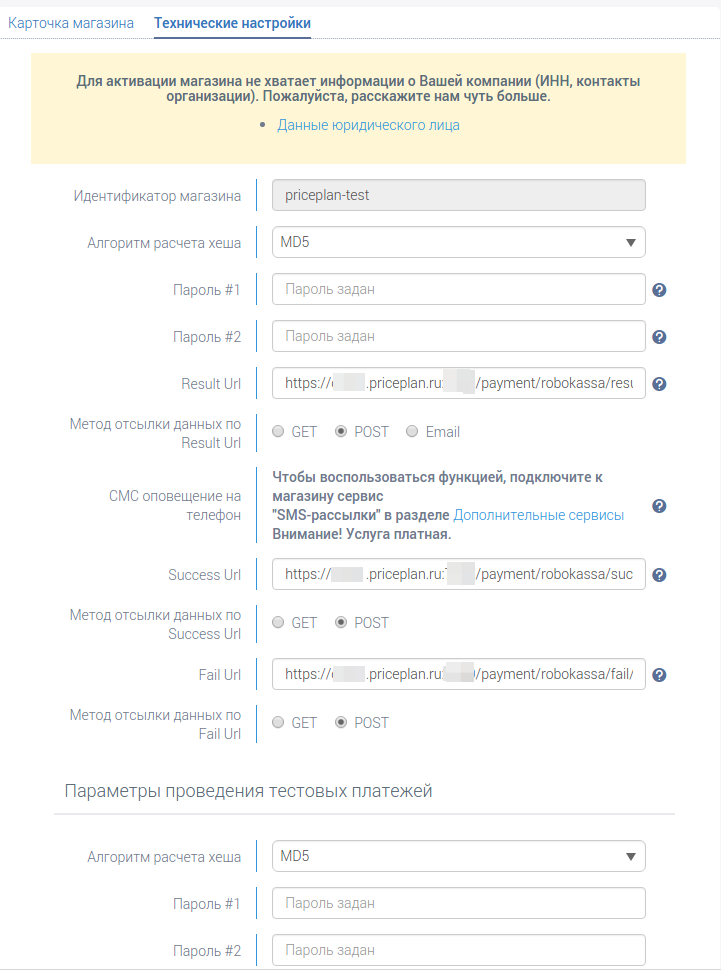 Карточка магазина Технические настройки
Для активации магазина не хватает информации о Вашей компании (ИНН, контакты
организации). Пожалуйста, расскажите нам чуть больше.
• Данные юридического лица
Идентификатор магазина priceplan-test
Алгоритм расчета хеша MD5
Пароль #1 Пароль задан
Пароль #2 Пароль задан
Result Url https:// .priceplan.ru: /payment/robokassa/resu
Метод отсылки данных по
Result Url
GET POST Email
СМС оповещение на
телефон
Чтобы воспользоваться функцией, подключите к
магазину сервис
"SMS-рассылки" в разделе Дополнительные сервисы
Внимание! Услуга платная.
Success Url https:// .priceplan.ru: /payment/robokassa/suc
Метод отсылки данных по
Success Url
GET POST
Fail Url https:// .priceplan.ru: /payment/robokassa/fail/
Метод отсылки данных по
Fail Url
GET POST
Параметры проведения тестовых платежей
Алгоритм расчета хеша MD5
Пароль #1 Пароль задан
Пароль #2 Пароль задан